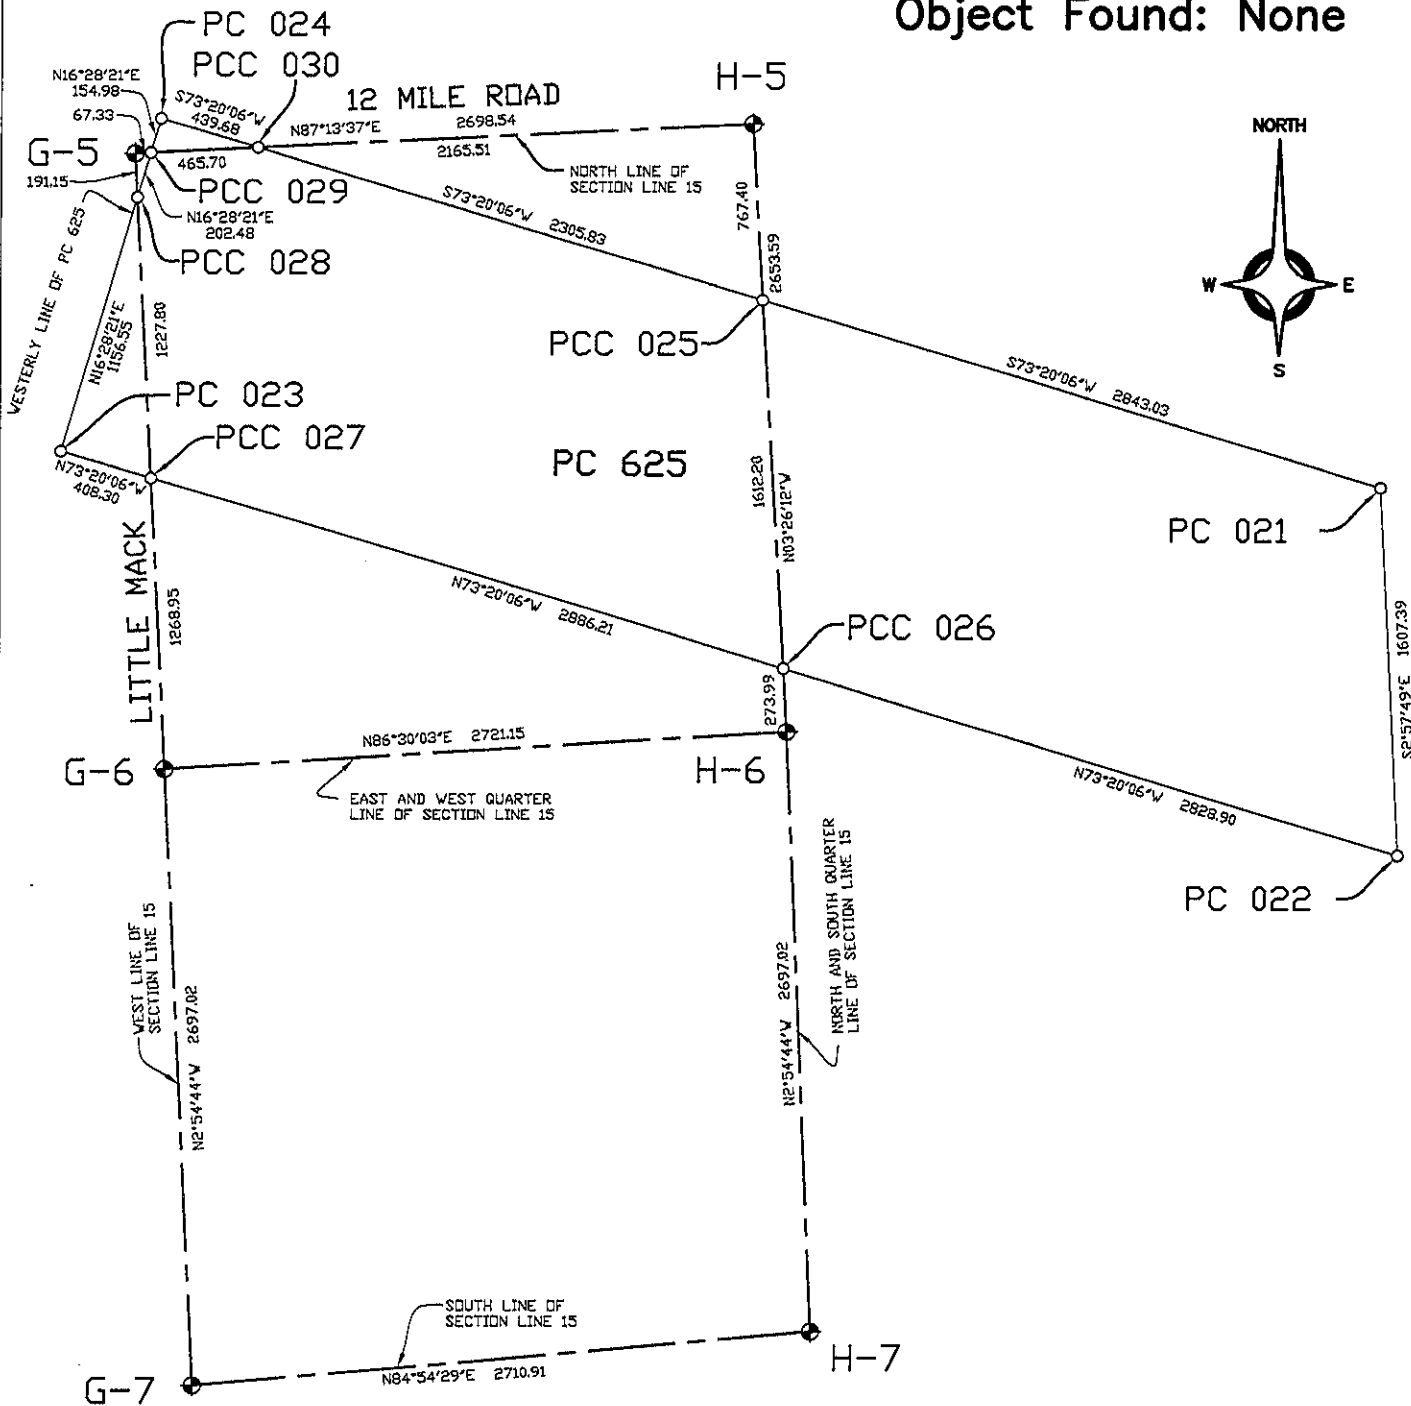 Object Found: None
PC 024
PCC 030
N16°28'21"E
154.98
67.33
S73°20'06"W
439.68
12 MILE ROAD
H-5
N87°13'37"E
2698.54
2165.51
NORTH
W
E
S
G-5
465.70
NORTH LINE OF
SECTION LINE 15
191.15
PCC 029
N16°28'21"E
202.48
PCC 028
WESTERLY LINE OF PC 625
N16°28'21"E
1156.55
1227.80
S73°20'06"W 2305.83
767.40
2653.59
PCC 025
S73°20'06"W 2843.03
PC 023
PCC 027
N73°20'06"W
408.30
PC 625
1612.20
N03°26'12"W
PC 021
LITTLE MACK
1268.95
N73°20'06"W 2886.21
PCC 026
S2°57'49"E 1607.39
273.99
N86°30'03"E 2721.15
G-6
H-6
EAST AND WEST QUARTER
LINE OF SECTION LINE 15
N73°20'06"W 2828.90
PC 022
WEST LINE OF
SECTION LINE 15
N2°54'44"W 2697.02
NORTH AND SOUTH QUARTER
LINE OF SECTION LINE 15
N2°54'44"W 2697.02
SOUTH LINE OF
SECTION LINE 15
N84°54'29"E 2710.91
G-7
H-7